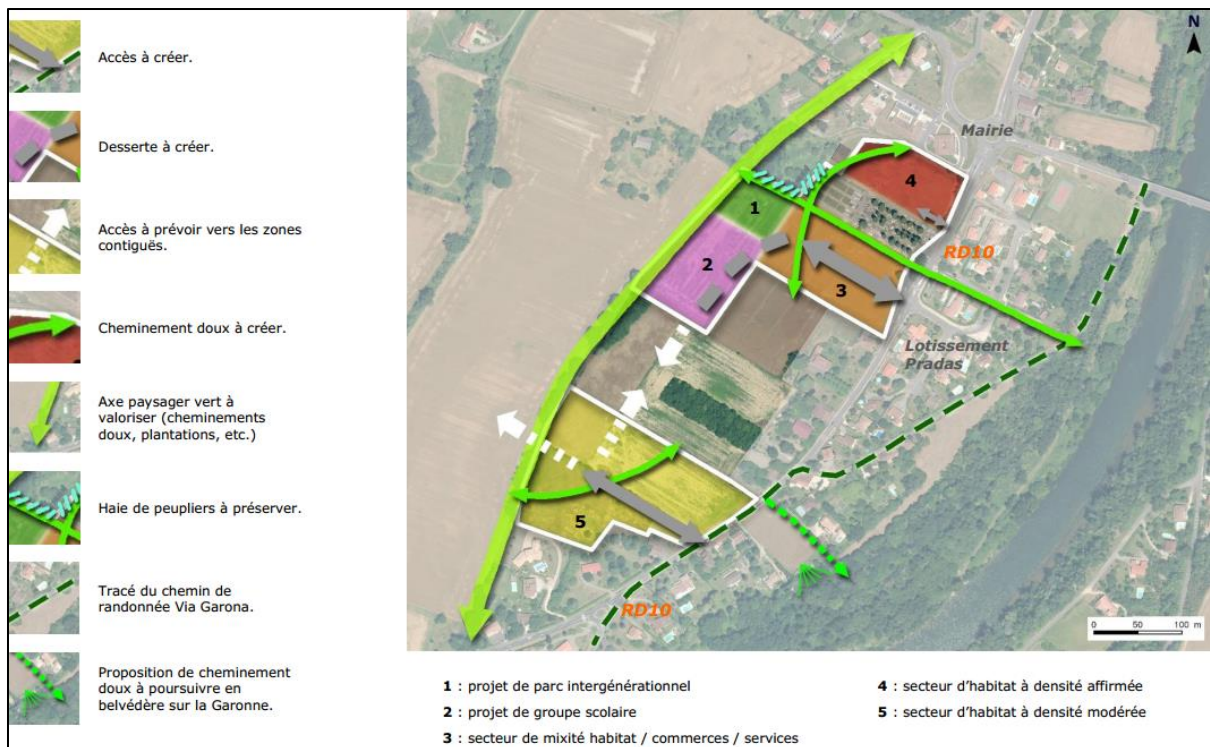 Accès à créer.
Desserte à créer.
Accès à prévoir vers les zones
contiguës.
Cheminement doux à créer.
Axe paysager vert à
valoriser (cheminements
doux, plantations, etc.)
Haie de peupliers à préserver.
Tracé du chemin de
randonnée Via Garona.
Proposition de cheminement
doux à poursuivre en
belvédère sur la Garonne.
N
Mairie
4
1
RD10
2
3
Lotissement
Pradas
5
RD10
0 50 100 m
1 : projet de parc intergénérationnel
2 : projet de groupe scolaire
3 : secteur de mixité habitat / commerces / services
4 : secteur d'habitat à densité affirmée
5 : secteur d'habitat à densité modérée